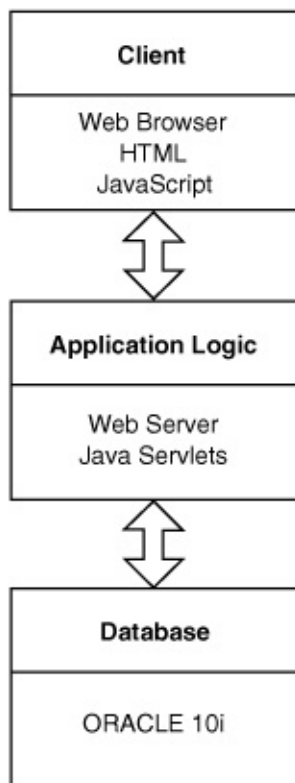 Client
Web Browser
HTML
JavaScript
Application Logic
Web Server
Java Servlets
Database
ORACLE 10i